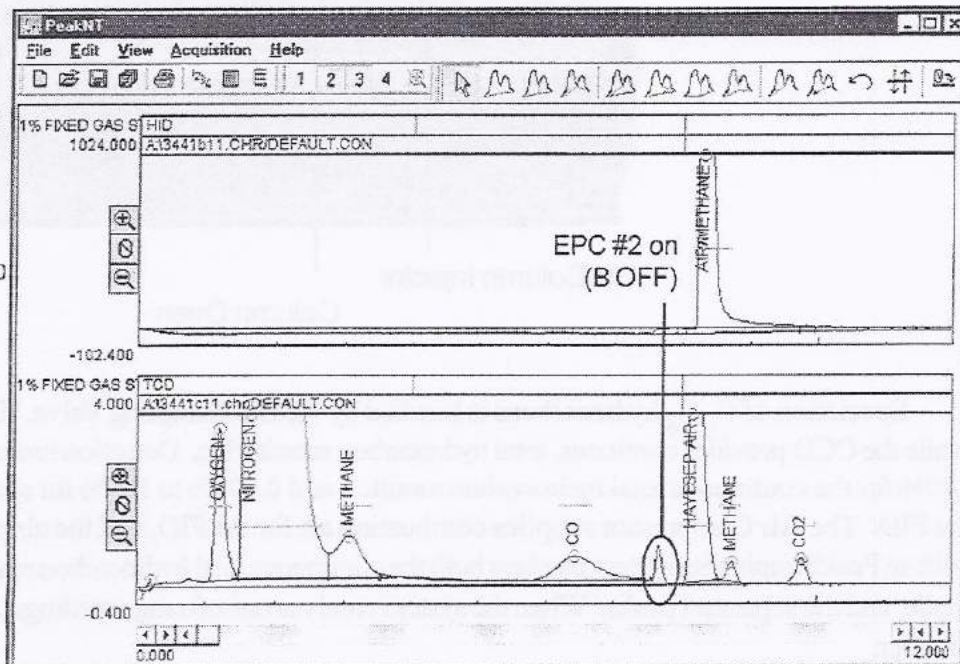 PeakNT
File Edit View Acquisition Help
1 2 3 4
1% FIXED GAS S HID
1024.000 A:\3441b11.CHR/DEFAULT.CON
AIR/METHANE
EPC #2 on
(B OFF)
-102.400
1% FIXED GAS S TCD
4.000 A:\3441c11.chr/DEFAULT.CON
OXYGEN
NITROGEN
METHANE
CO
HAYESEP AIR
METHANE
CO2
-0.400
0.000 12.000